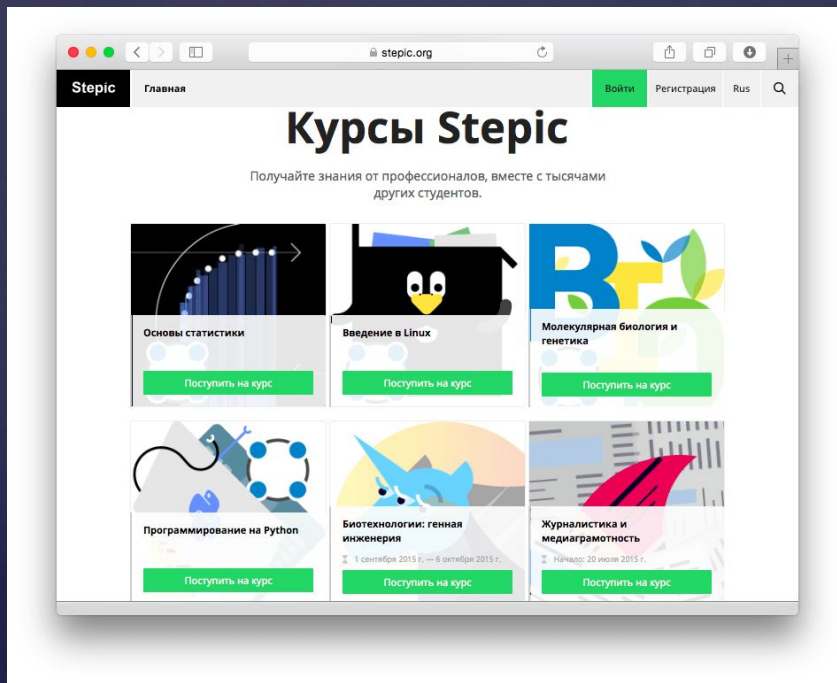 stepic.org
Stepic
Главная
Войти
Регистрация
Rus
Курсы Stepic
Получайте знания от профессионалов, вместе с тысячами
других студентов.
Основы статистики
Поступить на курс
Введение в Linux
Поступить на курс
Молекулярная биология и
генетика
Поступить на курс
Программирование на Python
Поступить на курс
Биотехнологии: генная
инженерия
1 сентября 2015 г. — 6 октября 2015 г.
Поступить на курс
Журналистика и
медиаграмотность
Начало: 20 июля 2015 г.
Поступить на курс